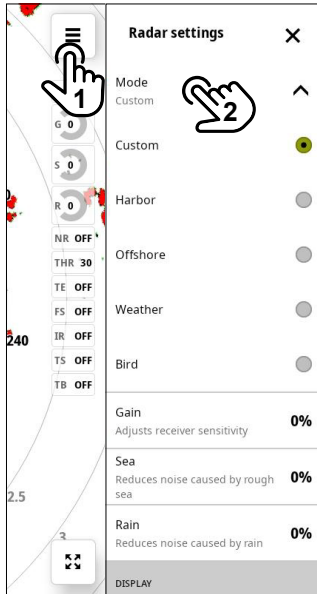 Radar settings
1
2
Mode
Custom
Custom
Harbor
Offshore
Weather
Bird
Gain
Adjusts receiver sensitivity
0%
Sea
Reduces noise caused by rough
sea
0%
Rain
Reduces noise caused by rain
0%
DISPLAY
G 0
S 0
R 0
NR OFF
THR 30
TE OFF
FS OFF
IR OFF
TS OFF
TB OFF
240
2.5
3